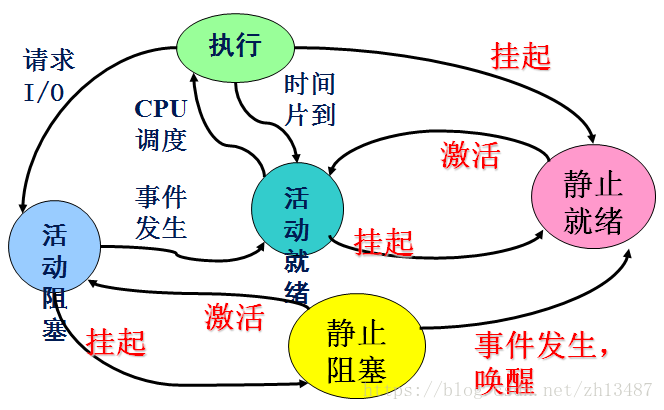 执行
请求
I/O
CPU
调度
时间
片到
挂起
激活
静止
就绪
活
动
就
绪
事件
发生
挂起
活
动
阻
塞
激活
挂起
静止
阻塞
事件发生，
唤醒
https://blog.csdn.net/zh13487